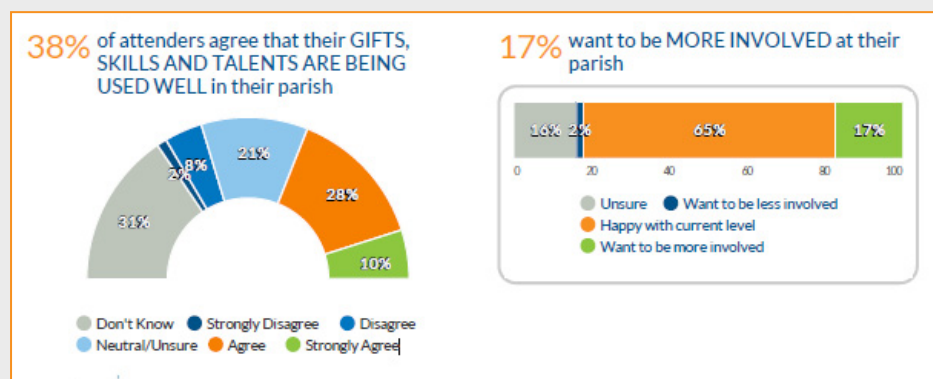 38% of attenders agree that their GIFTS,
SKILLS AND TALENTS ARE BEING
USED WELL in their parish
31%
2%
8%
21%
28%
10%
Don't Know Strongly Disagree Disagree
Neutral/Unsure Agree Strongly Agree
17% want to be MORE INVOLVED at their
parish
16% 2% 65% 17%
0 20 40 60 80 100
Unsure Want to be less involved
Happy with current level
Want to be more involved